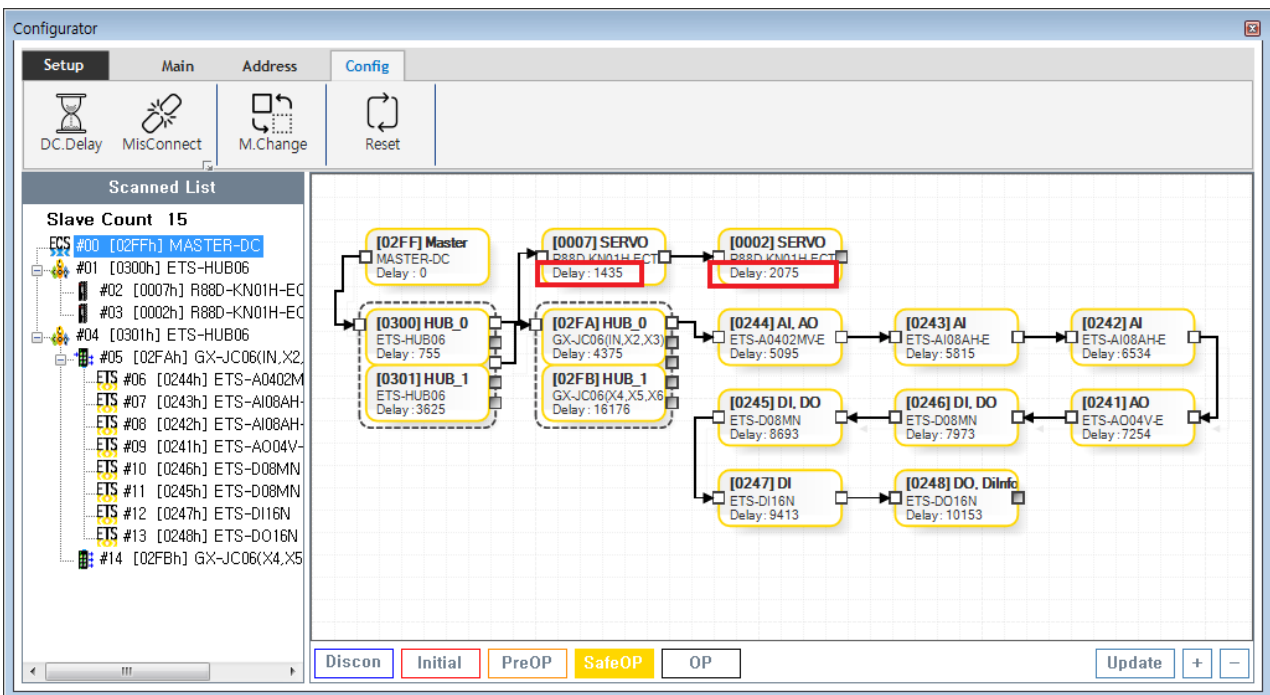 Configurator
Setup Main Address Config
DC.Delay MisConnect M.Change Reset
Scanned List
Slave Count 15
ECS #00 [02FFh] MASTER-DC
#01 [0300h] ETS-HUB06
#02 [0007h] R88D-KN01H-EC
#03 [0002h] R88D-KN01H-EC
#04 [0301h] ETS-HUB06
#05 [02FAh] GX-JC06(IN,X2,
ETS #06 [0244h] ETS-A0402M
ETS #07 [0243h] ETS-AI08AH-
ETS #08 [0242h] ETS-AI08AH-
ETS #09 [0241h] ETS-AO04V-
ETS #10 [0246h] ETS-D08MN
ETS #11 [0245h] ETS-D08MN
ETS #12 [0247h] ETS-DI16N
ETS #13 [0248h] ETS-DO16N
#14 [02FBh] GX-JC06(X4,X5
[02FF] Master
MASTER-DC
Delay : 0
[0007] SERVO
R88D-KN01H-ECT
Delay : 1435
[0002] SERVO
R88D-KN01H-ECT
Delay : 2075
[0300] HUB_0
ETS-HUB06
Delay : 755
[0301] HUB_1
ETS-HUB06
Delay : 3625
[02FA] HUB_0
GX-JC06(IN,X2,X3)
Delay : 4375
[02FB] HUB_1
GX-JC06(X4,X5,X6
Delay : 16176
[0244] AI, AO
ETS-A0402MV-E
Delay : 5095
[0243] AI
ETS-AI08AH-E
Delay : 5815
[0242] AI
ETS-AI08AH-E
Delay : 6534
[0245] DI, DO
ETS-D08MN
Delay : 8693
[0246] DI, DO
ETS-D08MN
Delay : 7973
[0241] AO
ETS-AO04V-E
Delay : 7254
[0247] DI
ETS-DI16N
Delay : 9413
[0248] DO, DiInfo
ETS-DO16N
Delay : 10153
Discon Initial PreOP SafeOP OP Update + −